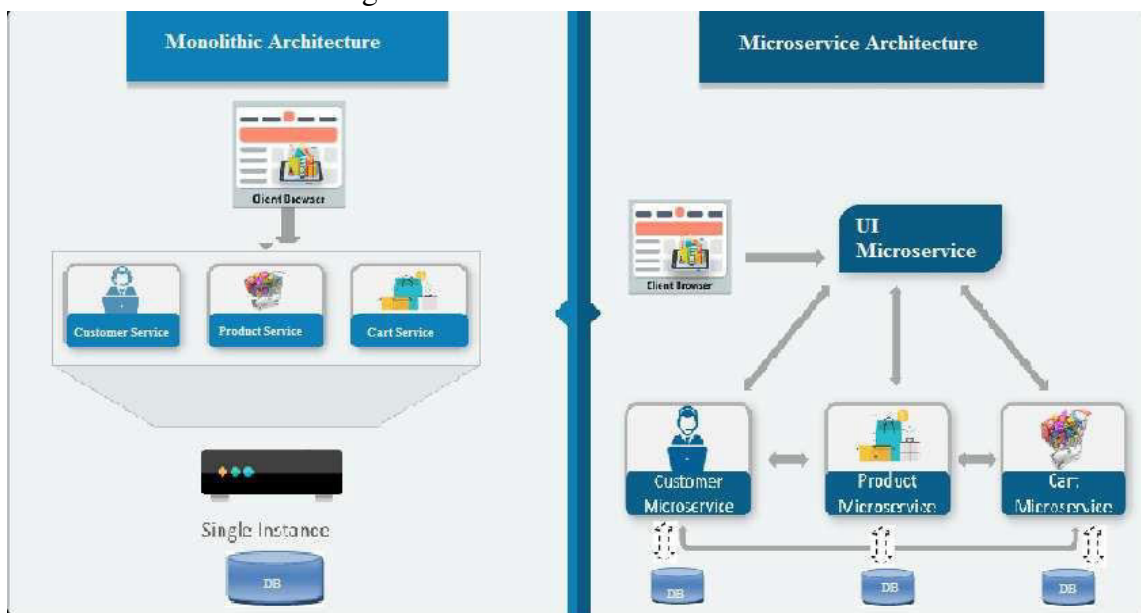 Monolithic Architecture
Client Browser
Customer Service
Product Service
Cart Service
Single Instance
DB
Microservice Architecture
Client Browser
UI
Microservice
Customer
Microservice
Product
Microservice
Cart
Microservice
DB
DB
DB